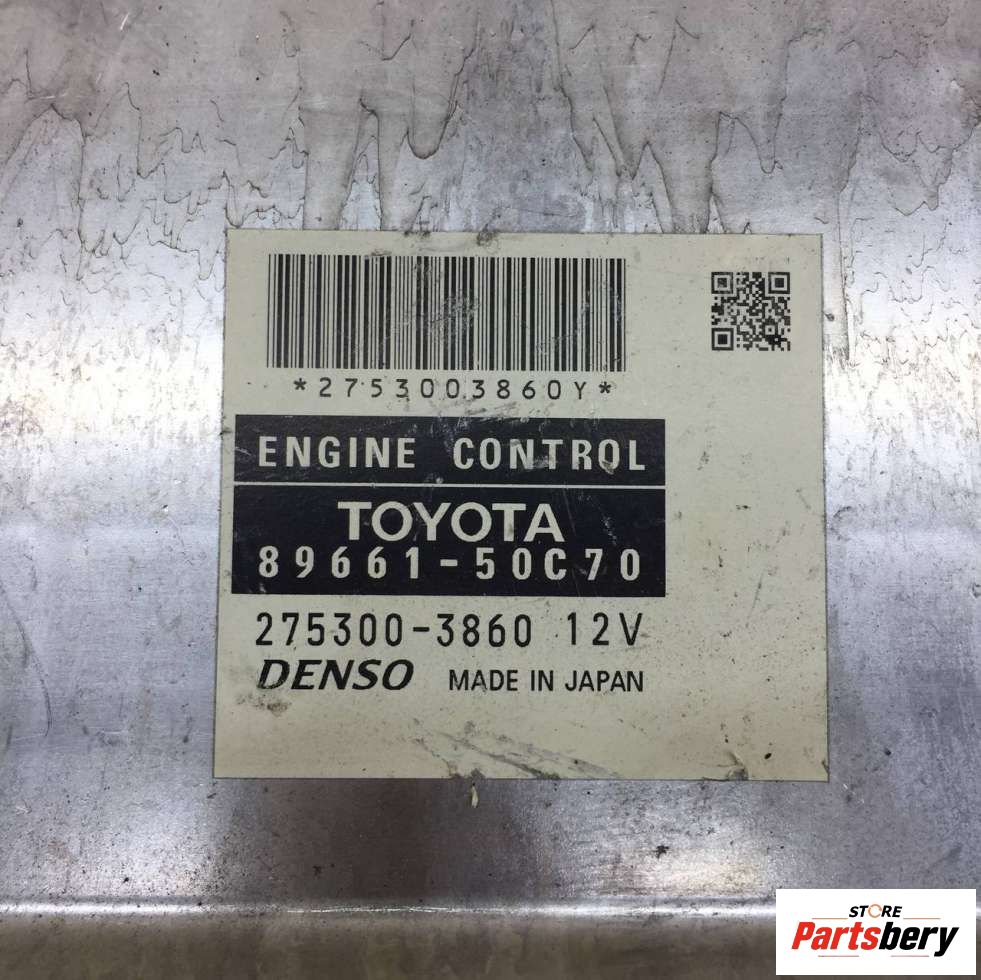 *2753003860Y*
ENGINE CONTROL
TOYOTA
89661-50C70
275300-3860 12V
DENSO MADE IN JAPAN
STORE
Partsbery